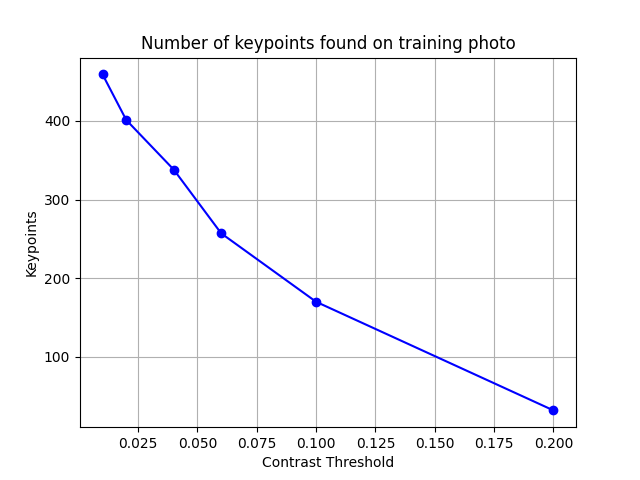 Number of keypoints found on training photo
Keypoints
400
300
200
100
0.025 0.050 0.075 0.100 0.125 0.150 0.175 0.200
Contrast Threshold